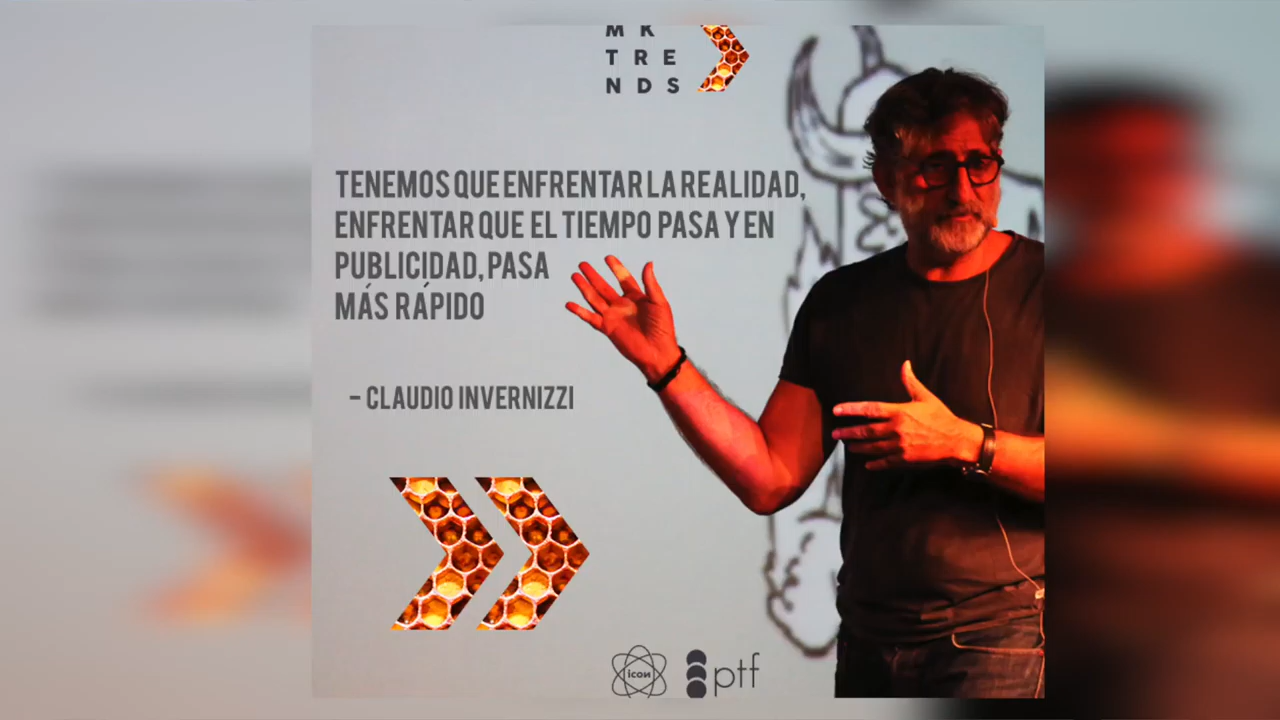 MK
TRE
NDS
TENEMOS QUE ENFRENTAR LA REALIDAD,
ENFRENTAR QUE EL TIEMPO PASA Y EN
PUBLICIDAD, PASA
MÁS RÁPIDO
- CLAUDIO INVERNIZZI
icon
ptf